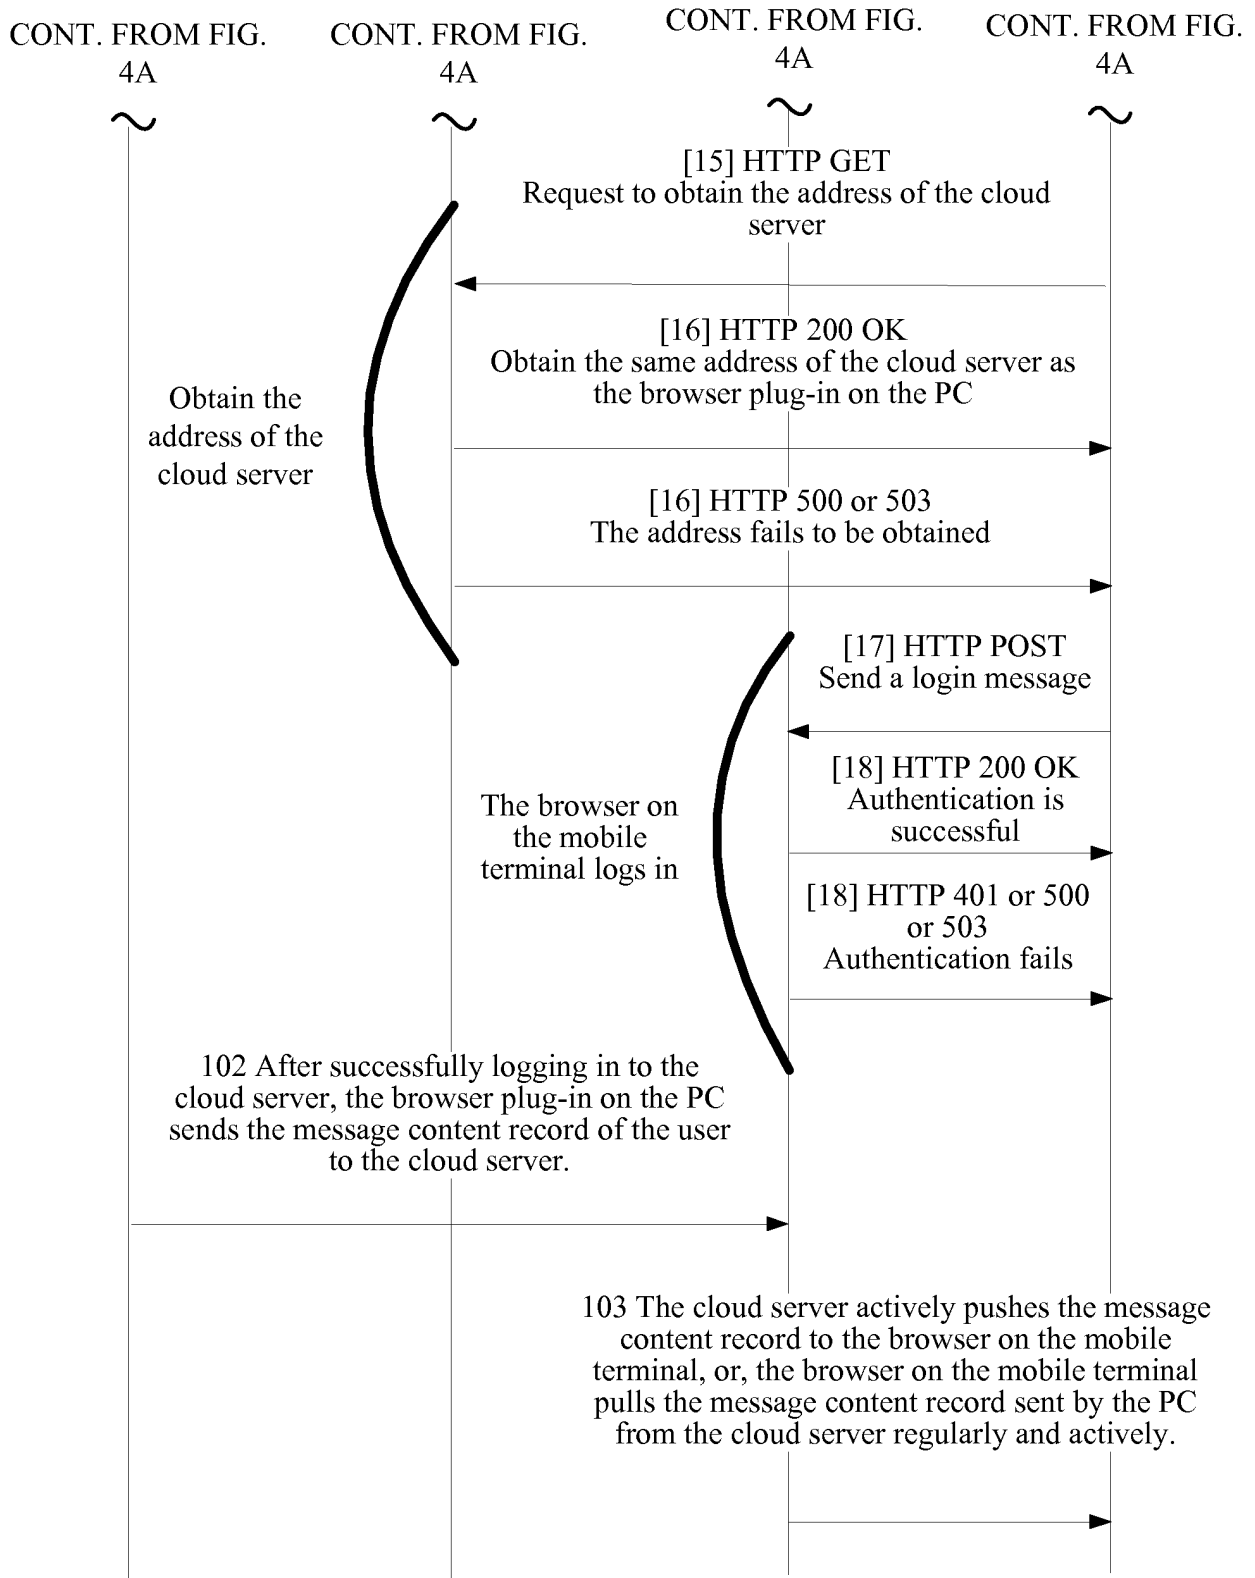 CONT. FROM FIG.
4A
CONT. FROM FIG.
4A
CONT. FROM FIG.
4A
CONT. FROM FIG.
4A
[15] HTTP GET
Request to obtain the address of the cloud
server
[16] HTTP 200 OK
Obtain the same address of the cloud server as
the browser plug-in on the PC
Obtain the
address of the
cloud server
[16] HTTP 500 or 503
The address fails to be obtained
[17] HTTP POST
Send a login message
[18] HTTP 200 OK
Authentication is
successful
The browser on
the mobile
terminal logs in
[18] HTTP 401 or 500
or 503
Authentication fails
102 After successfully logging in to the
cloud server, the browser plug-in on the PC
sends the message content record of the user
to the cloud server.
103 The cloud server actively pushes the message
content record to the browser on the mobile
terminal, or, the browser on the mobile terminal
pulls the message content record sent by the PC
from the cloud server regularly and actively.